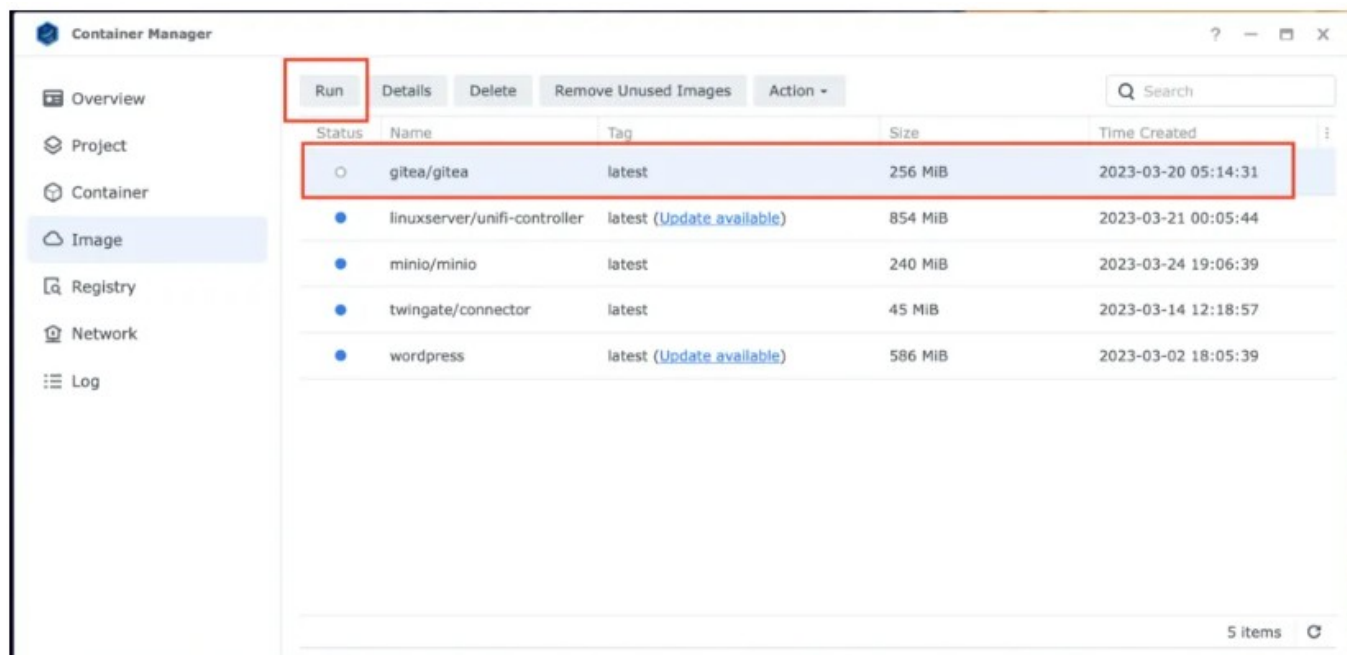 Container Manager
?
Overview
Project
Container
Image
Registry
Network
Log
Run Details Delete Remove Unused Images Action
Search
Status Name Tag Size Time Created
gitea/gitea latest 256 MiB 2023-03-20 05:14:31
linuxserver/unifi-controller latest (Update available) 854 MiB 2023-03-21 00:05:44
minio/minio latest 240 MiB 2023-03-24 19:06:39
twingate/connector latest 45 MiB 2023-03-14 12:18:57
wordpress latest (Update available) 586 MiB 2023-03-02 18:05:39
5 items